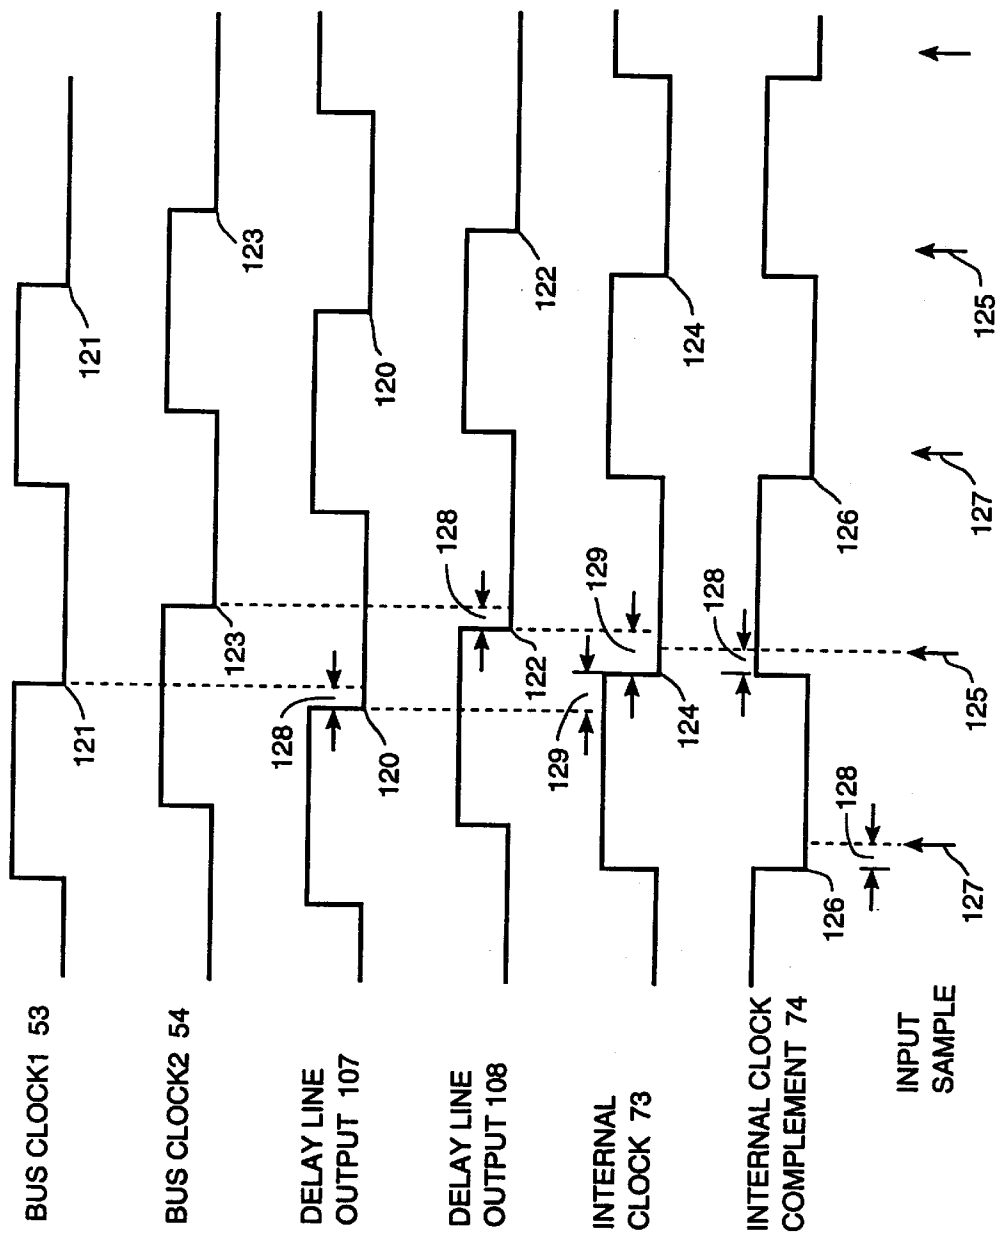 BUS CLOCK1 53
121
121
BUS CLOCK2 54
123
123
DELAY LINE
OUTPUT 107
128
120
120
DELAY LINE
OUTPUT 108
122
128
122
INTERNAL
CLOCK 73
129
124
129
124
INTERNAL CLOCK
COMPLEMENT 74
126
128
128
126
INPUT
SAMPLE
127
125
127
125